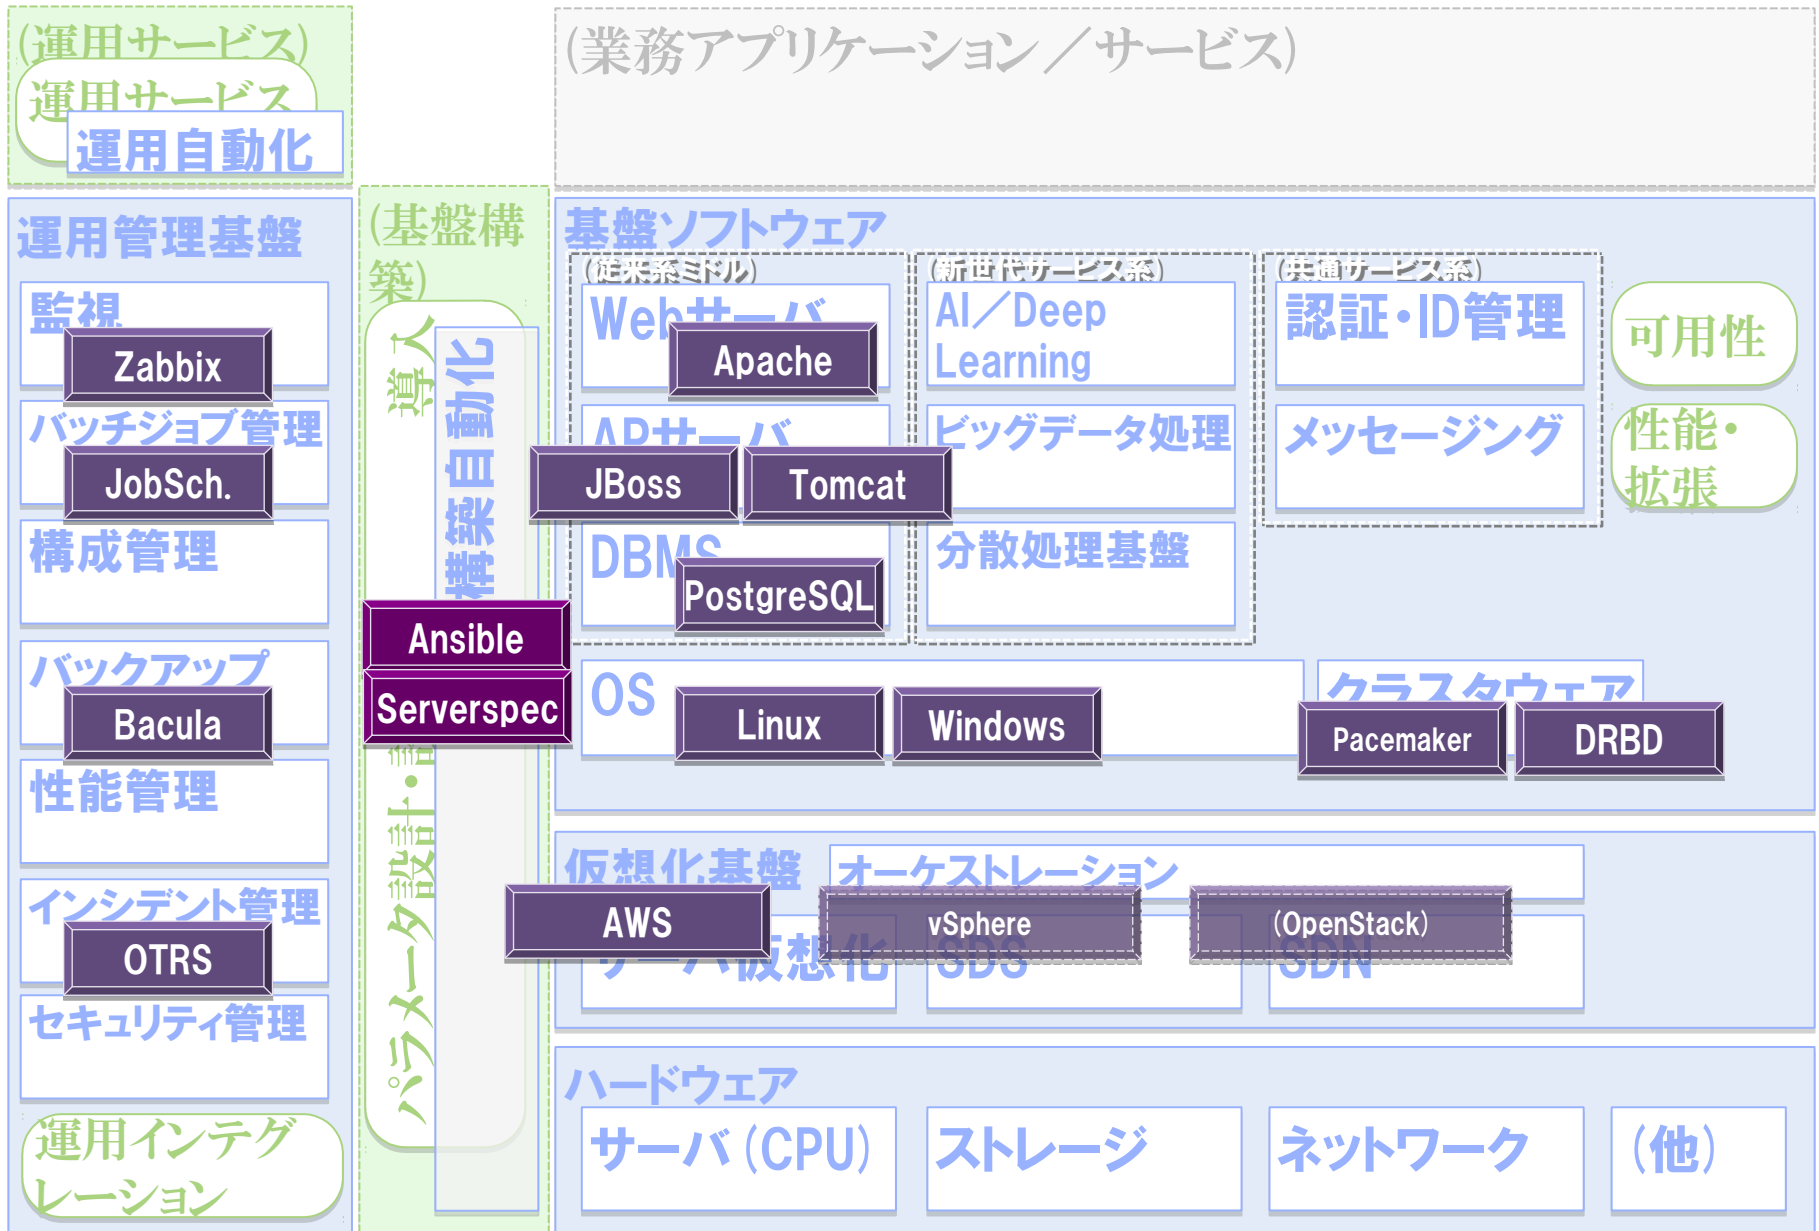 (運用サービス)
運用サービス
運用自動化
(業務アプリケーション／サービス)
運用管理基盤
監視
Zabbix
バッチジョブ管理
JobSch.
構成管理
バックアップ
Bacula
性能管理
インシデント管理
OTRS
セキュリティ管理
運用インテグ
レーション
(基盤構
築)
導入
パラメータ設計・
構築自動化
Ansible
Serverspec
基盤ソフトウェア
(従来系ミドル)
Webサーバ
Apache
APサーバ
JBoss
Tomcat
DBMS
PostgreSQL
(新世代サービス系)
AI／Deep
Learning
ビッグデータ処理
分散処理基盤
(共通サービス系)
認証・ID管理
メッセージング
可用性
性能・
拡張
OS
Linux
Windows
クラスタウェア
Pacemaker
DRBD
仮想化基盤
オーケストレーション
AWS
vSphere
(OpenStack)
サーバ仮想化
SDS
SDN
ハードウェア
サーバ(CPU)
ストレージ
ネットワーク
(他)